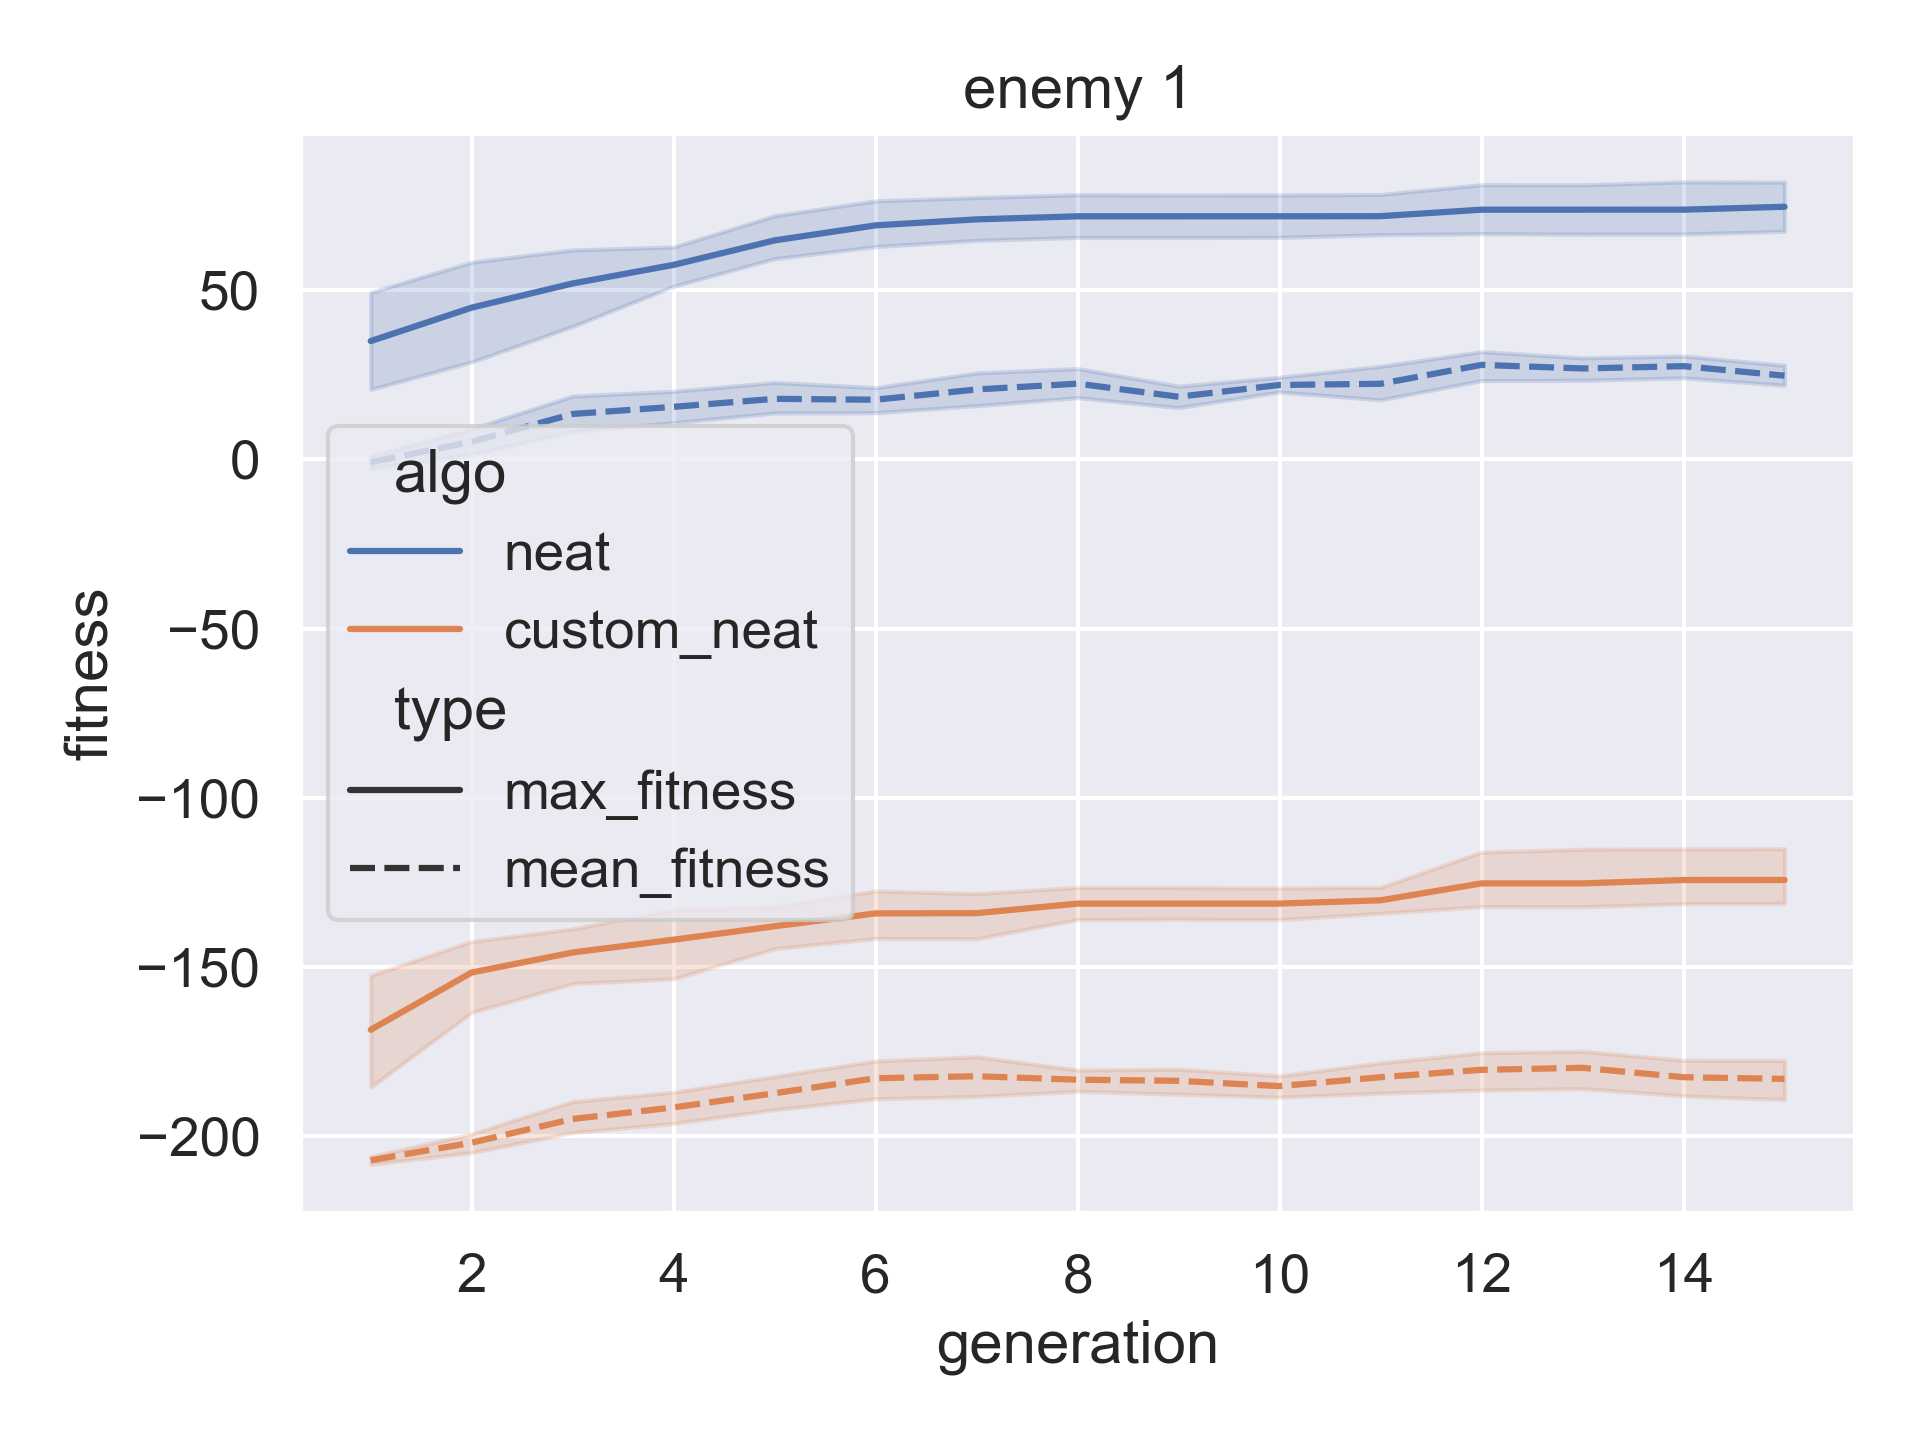 enemy 1
50
0
−50
−100
−150
−200
fitness
algo
neat
custom_neat
type
max_fitness
mean_fitness
2 4 6 8 10 12 14
generation